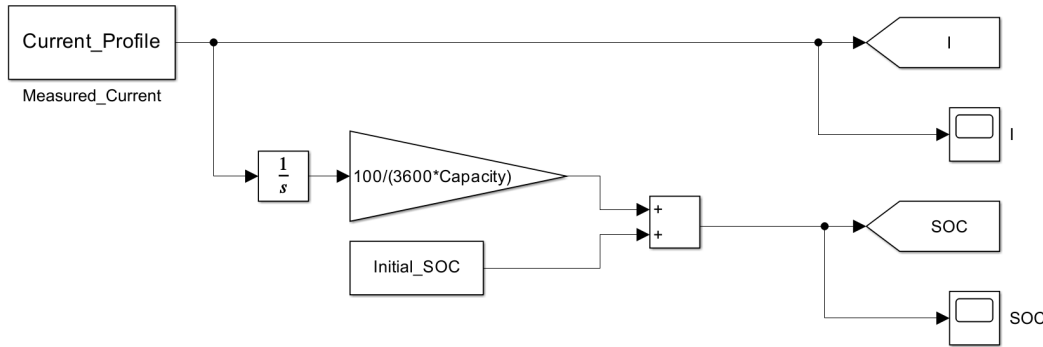 Current_Profile
Measured_Current
I
I
1
s
100/(3600*Capacity)
+
+
Initial_SOC
SOC
SOC